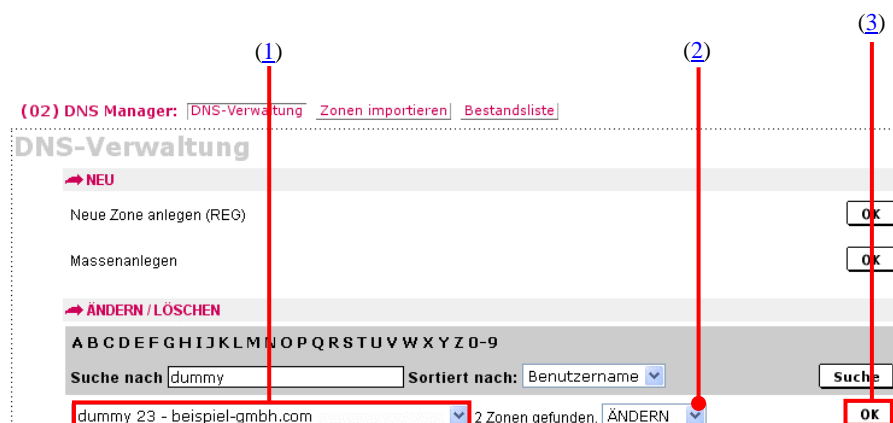 (3)
(1)
(2)
(02) DNS Manager: DNS-Verwaltung Zonen importieren Bestandsliste
DNS-Verwaltung
NEU
Neue Zone anlegen (REG) OK
Massenanlegen OK
ÄNDERN / LÖSCHEN
A B C D E F G H I J K L M N O P Q R S T U V W X Y Z 0-9
Suche nach dummy Sortiert nach: Benutzername Suche
dummy 23 - beispiel-gmbh.com 2 Zonen gefunden. ÄNDERN OK